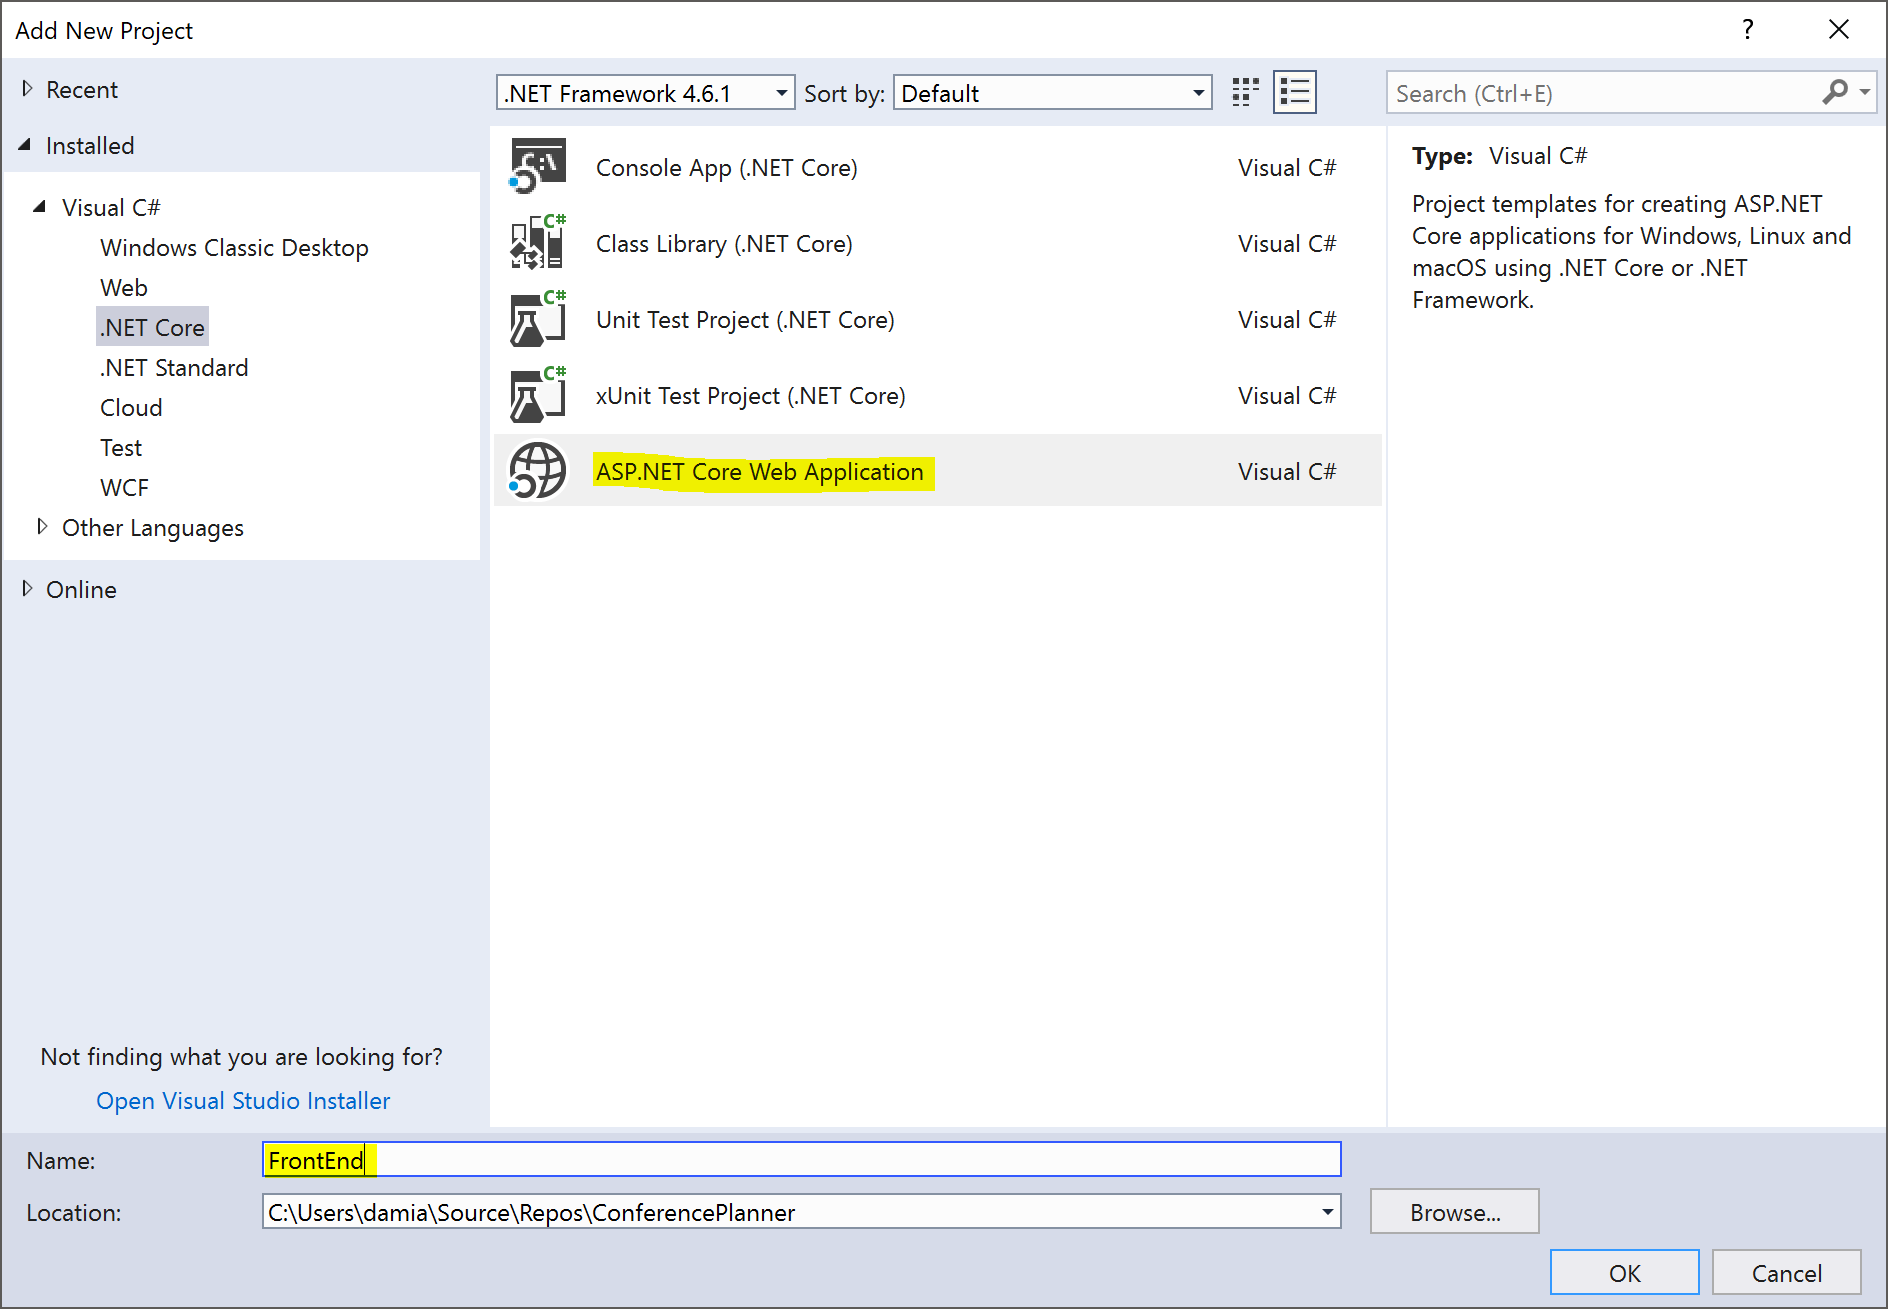 Add New Project
?
Recent
Installed
Visual C#
Windows Classic Desktop
Web
.NET Core
.NET Standard
Cloud
Test
WCF
Other Languages
Online
Not finding what you are looking for?
Open Visual Studio Installer
.NET Framework 4.6.1 Sort by: Default
Search (Ctrl+E)
C:\
Console App (.NET Core) Visual C#
C#
Class Library (.NET Core) Visual C#
C#
Unit Test Project (.NET Core) Visual C#
C#
xUnit Test Project (.NET Core) Visual C#
ASP.NET Core Web Application Visual C#
Type: Visual C#
Project templates for creating ASP.NET
Core applications for Windows, Linux and
macOS using .NET Core or .NET
Framework.
Name: FrontEnd
Location: C:\Users\damia\Source\Repos\ConferencePlanner
Browse...
OK Cancel